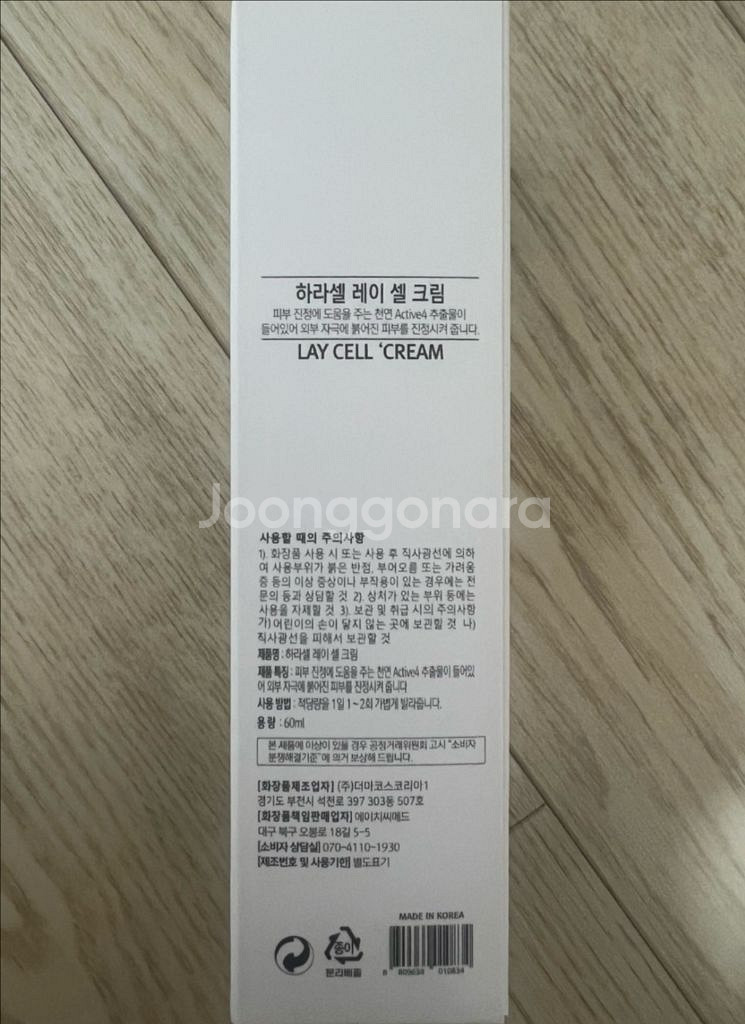 하라셀 레이 셀 크림
피부 진정에 도움을 주는 천연 Active4 추출물이
들어있어 외부 자극에 붉어진 피부를 진정시켜 줍니다.
LAY CELL ‘CREAM
Joonggonara
사용할 때의 주의사항
1). 화장품 사용 시 또는 사용 후 직사광선에 의하
여 사용부위가 붉은 반점, 부어오름 또는 가려움
증 등의 이상 증상이나 부작용이 있는 경우에는 전
문의 등과 상담할 것 2). 상처가 있는 부위 등에는
사용을 자제할 것 3). 보관 및 취급 시의 주의사항
가) 어린이의 손이 닿지 않는 곳에 보관할 것 나)
직사광선을 피해서 보관할 것
제품명 : 하라셀 레이 셀 크림
제품 특징 : 피부 진정에 도움을 주는 천연 Active4 추출물이 들어있
어 외부 자극에 붉어진 피부를 진정시켜 줍니다
사용 방법 : 적당량을 1일 1~2회 가볍게 발라줍니다.
용량 : 60ml
본 제품에 이상이 있을 경우 공정거래위원회 고시 "소비자
분쟁해결기준"에 의거 보상해 드립니다.
[화장품제조업자] (주)더마코스코리아1
경기도 부천시 석천로 397 303동 507호
[화장품책임판매업자] 에이치씨메드
대구 북구 오봉로 18길 5-5
[소비자 상담실] 070-4110-1930
[제조번호 및 사용기한] 별도표기
MADE IN KOREA
종이
분리배출
8 809638 010834